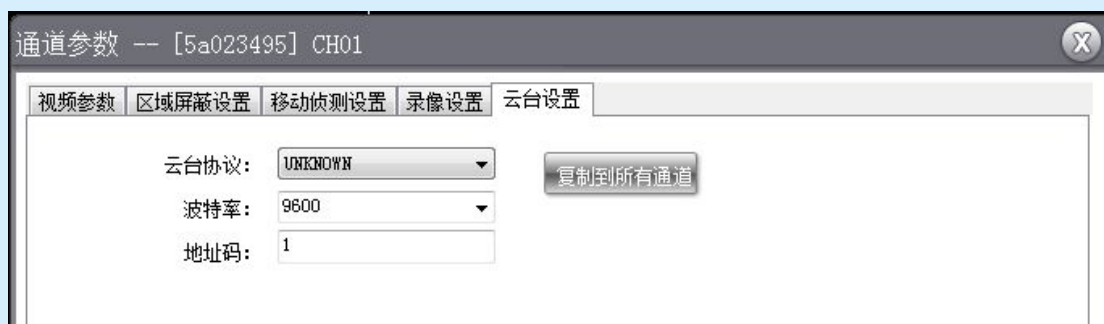 通道参数 -- [5a023495] CH01
视频参数 区域屏蔽设置 移动侦测设置 录像设置 云台设置
云台协议: UNKNOWN 复制到所有通道
波特率: 9600
地址码: 1